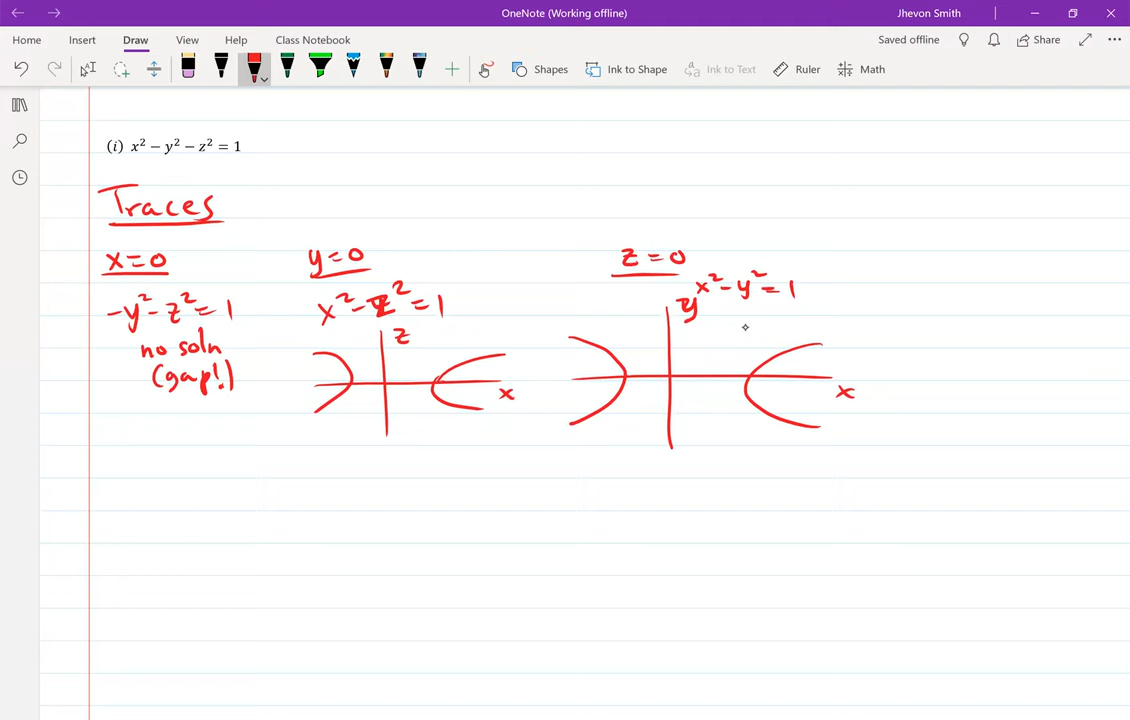 OneNote (Working offline)
Jhevon Smith
Home Insert Draw View Help Class Notebook
Saved offline
Share
Shapes
Ink to Shape
Ink to Text
Ruler
Math
(i) x² − y² − z² = 1
Traces
x=0
y=0
z=0
-y²-z²=1
x²-z²=1
x²-y²=1
no soln
(gap!)
z
x
y
x